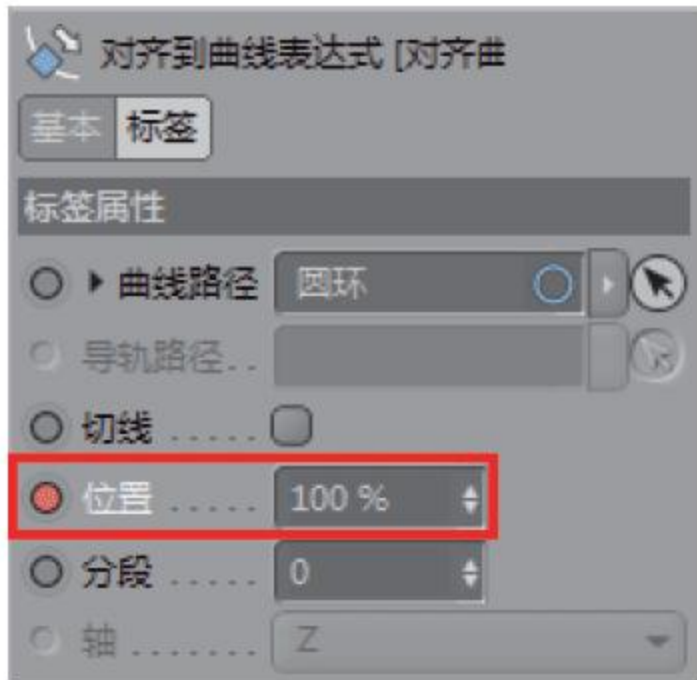 对齐到曲线表达式 [对齐曲
基本 标签
标签属性
曲线路径 圆环
导轨路径..
切线 .....
位置 ..... 100 %
分段 ..... 0
轴 ....... Z